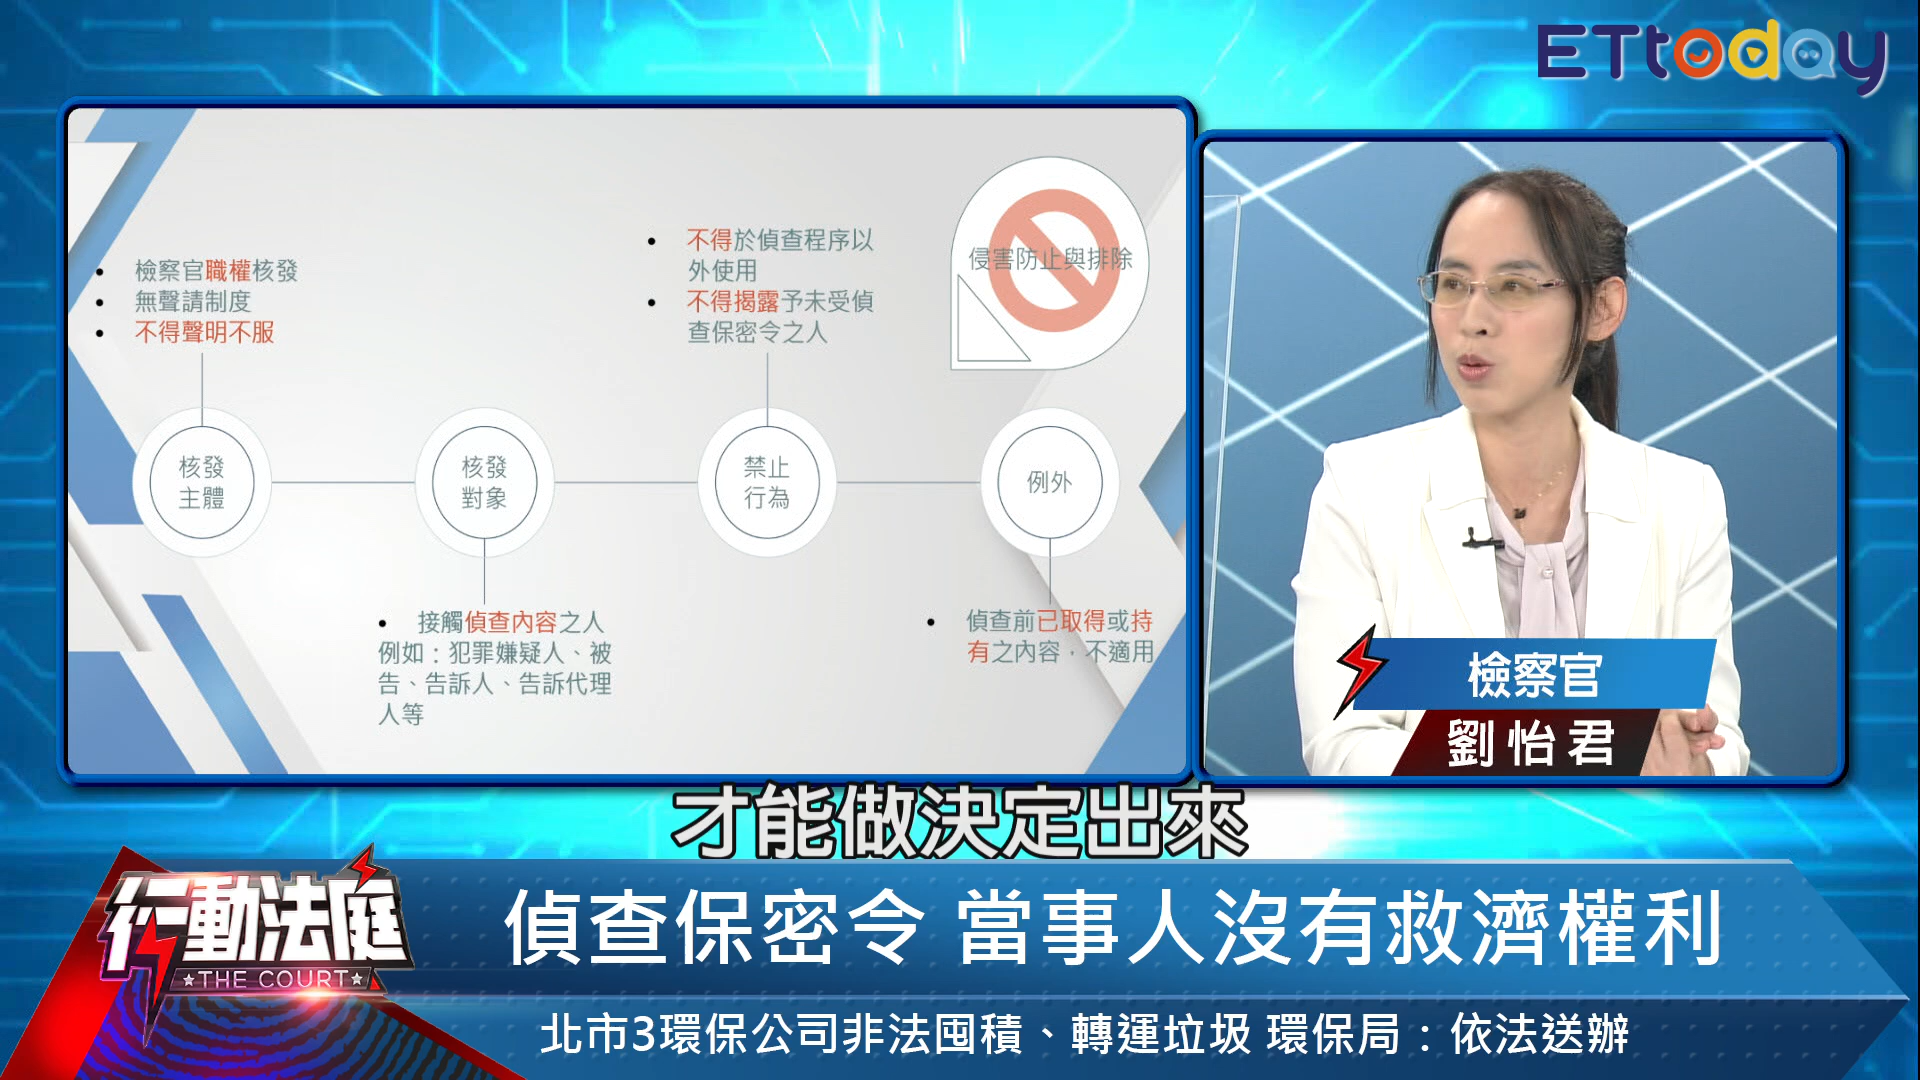 ETtoday
侵害防止與排除
檢察官職權核發
無聲請制度
不得聲明不服
不得於偵查程序以
外使用
不得揭露予未受偵
查保密令之人
核發
主體
核發
對象
禁止
行為
例外
接觸偵查內容之人
例如：犯罪嫌疑人、被
告、告訴人、告訴代理
人等
偵查前已取得或持
有之內容，不適用
檢察官
劉怡君
才能做決定出來
行動法庭
THE COURT
偵查保密令 當事人沒有救濟權利
北市3環保公司非法囤積、轉運垃圾 環保局：依法送辦